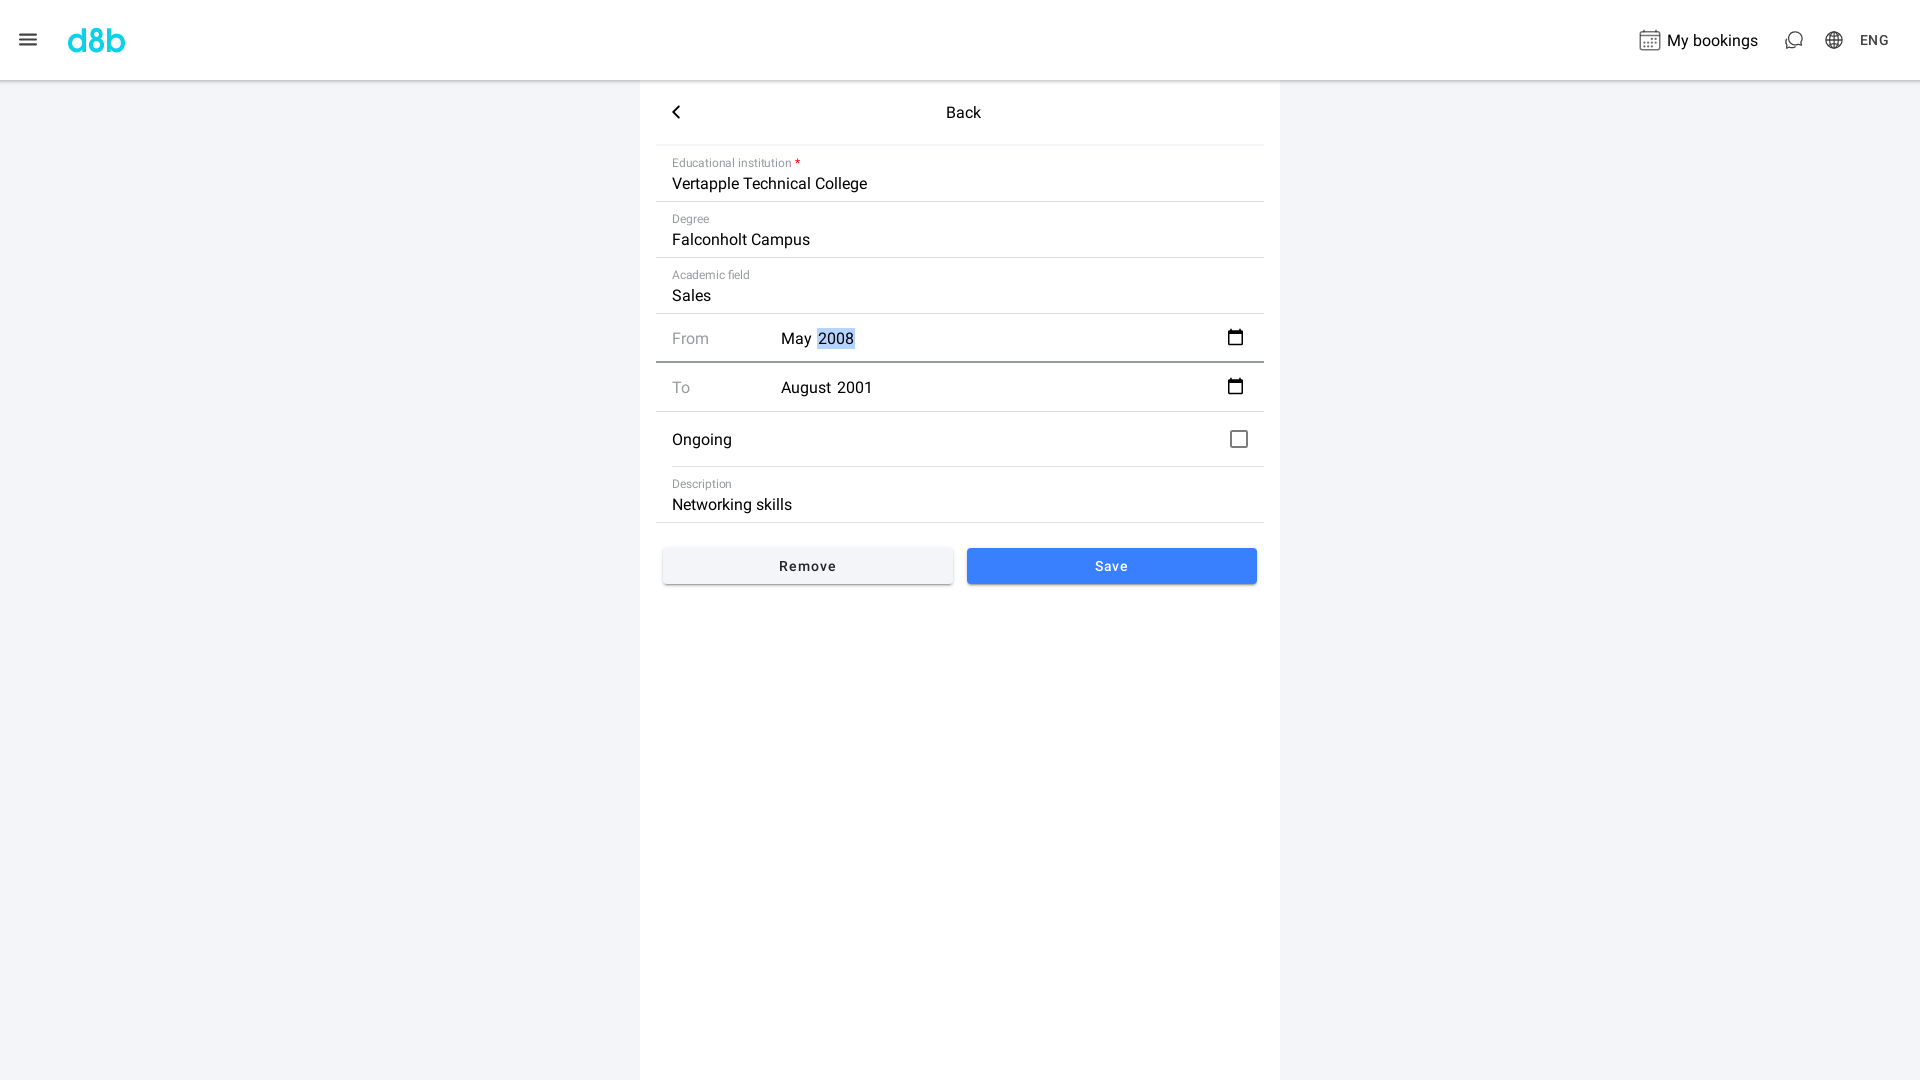 d8b
My bookings
ENG
Back
Educational institution *
Vertapple Technical College
Degree
Falconholt Campus
Academic field
Sales
From May 2008
To August 2001
Ongoing
Description
Networking skills
Remove Save